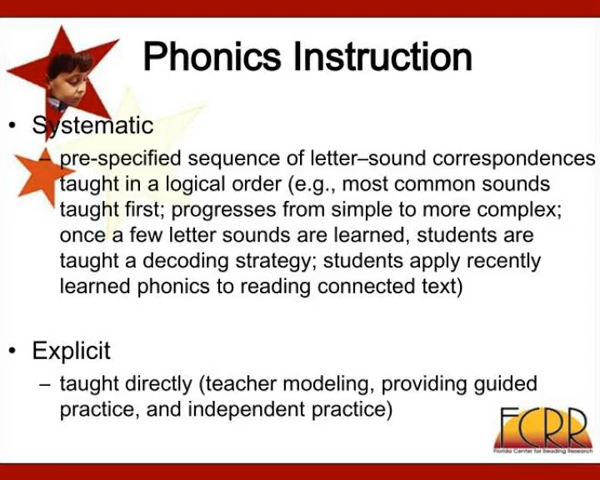 Phonics Instruction
• Systematic
– pre-specified sequence of letter–sound correspondences
taught in a logical order (e.g., most common sounds
taught first; progresses from simple to more complex;
once a few letter sounds are learned, students are
taught a decoding strategy; students apply recently
learned phonics to reading connected text)
• Explicit
– taught directly (teacher modeling, providing guided
practice, and independent practice)
FCRR
Florida Center for Reading Research